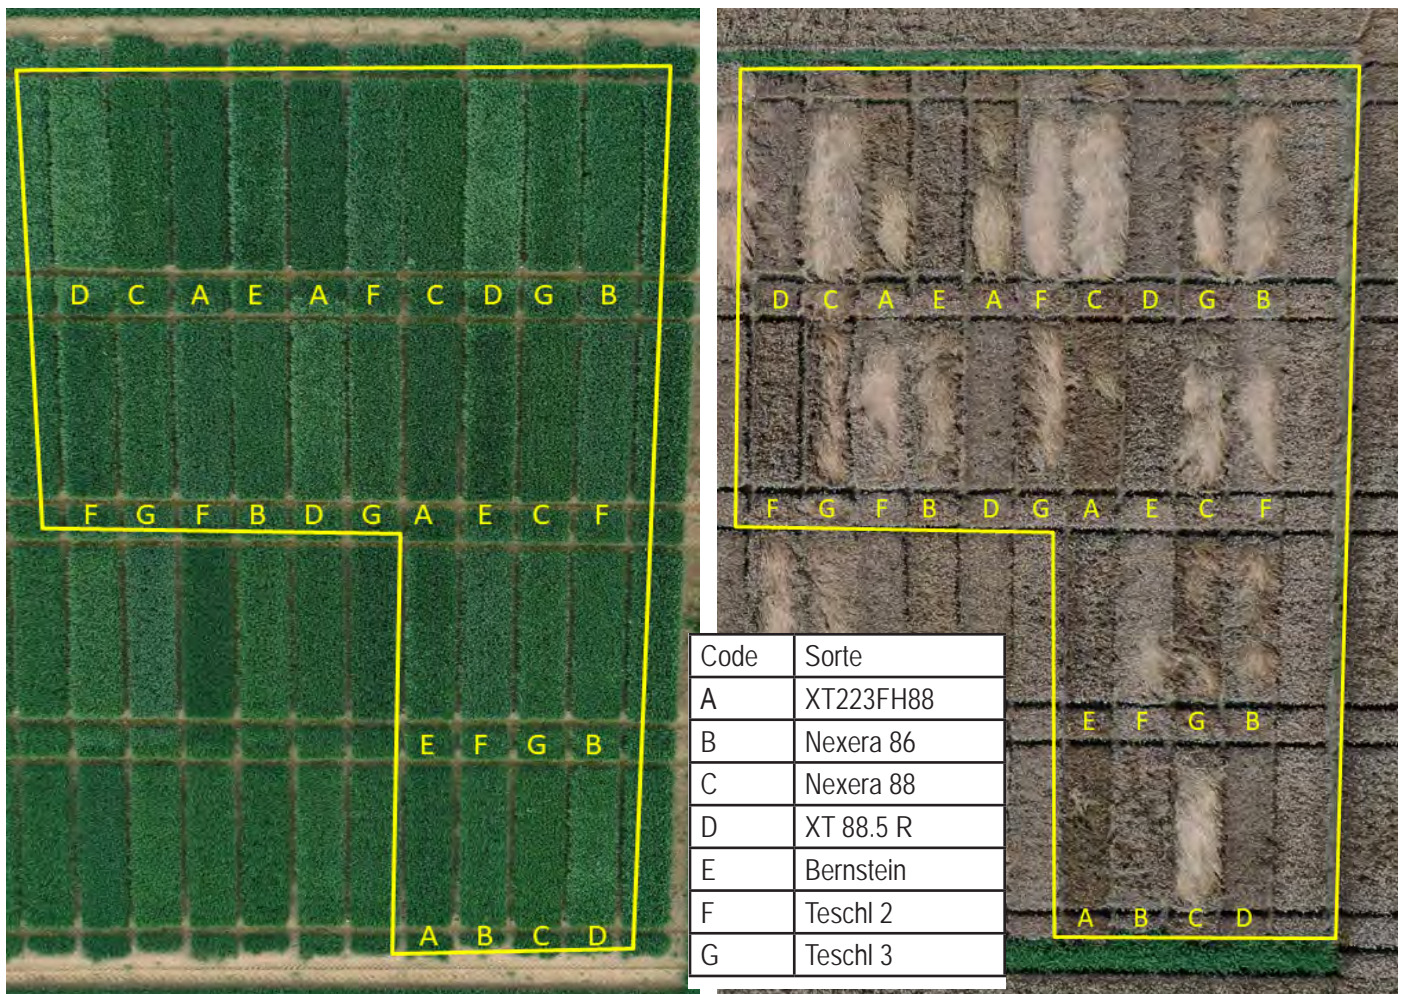 D C A E A F C D G B
F G F B D G A E C F
E F G B
A B C D
D C A E A F C D G B
F G F B D G A E C F
E F G B
A B C D
Code Sorte
A XT223FH88
B Nexera 86
C Nexera 88
D XT 88.5 R
E Bernstein
F Teschl 2
G Teschl 3